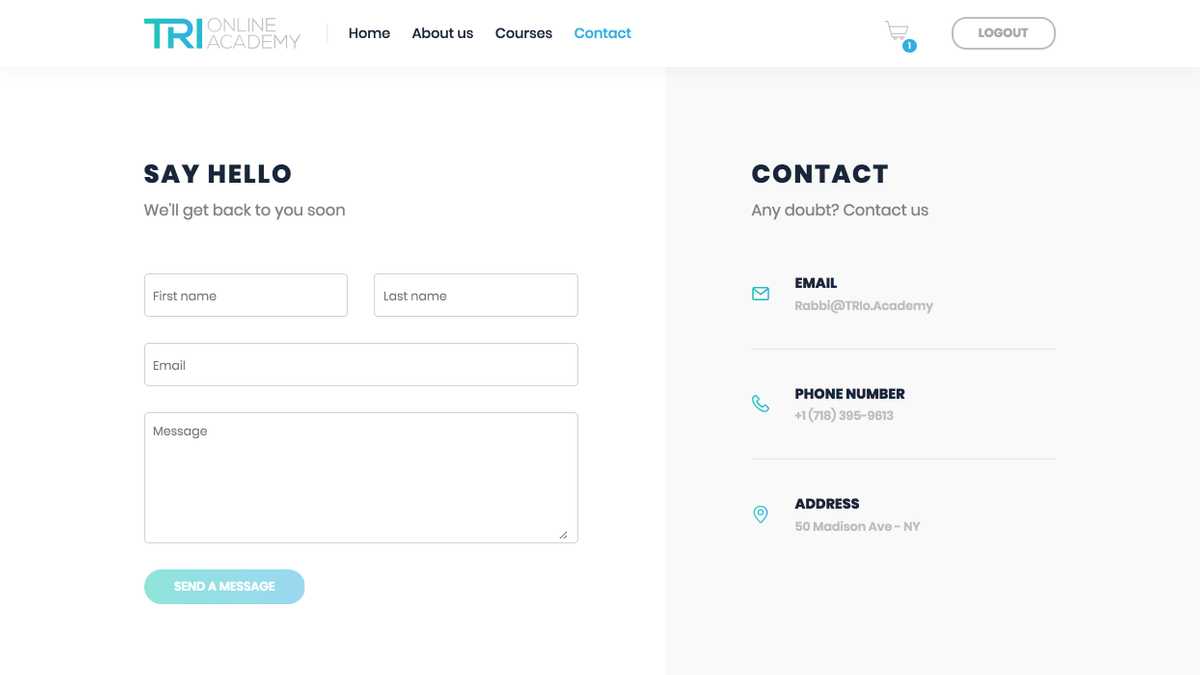 TRI ONLINE ACADEMY
Home
About us
Courses
Contact
1
LOGOUT
SAY HELLO
We'll get back to you soon
First name
Last name
Email
Message
SEND A MESSAGE
CONTACT
Any doubt? Contact us
EMAIL
Rabbi@TRIo.Academy
PHONE NUMBER
+1 (718) 395-9613
ADDRESS
50 Madison Ave - NY